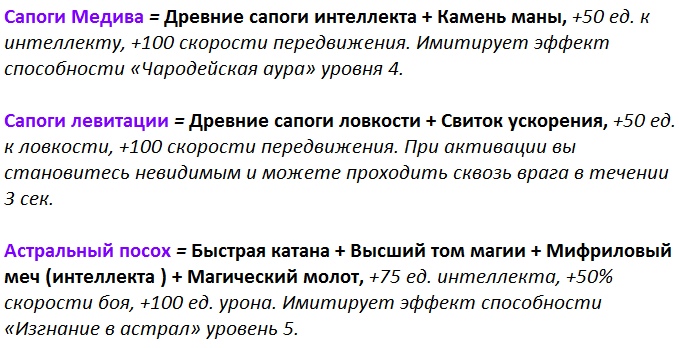 Сапоги Медива = Древние сапоги интеллекта + Камень маны, +50 ед. к
интеллекту, +100 скорости передвижения. Имитирует эффект
способности «Чародейская аура» уровня 4.
Сапоги левитации = Древние сапоги ловкости + Свиток ускорения, +50 ед.
к ловкости, +100 скорости передвижения. При активации вы
становитесь невидимым и можете проходить сквозь врага в течении
3 сек.
Астральный посох = Быстрая катана + Высший том магии + Мифриловый
меч (интеллекта ) + Магический молот, +75 ед. интеллекта, +50%
скорости боя, +100 ед. урона. Имитирует эффект способности
«Изгнание в астрал» уровень 5.